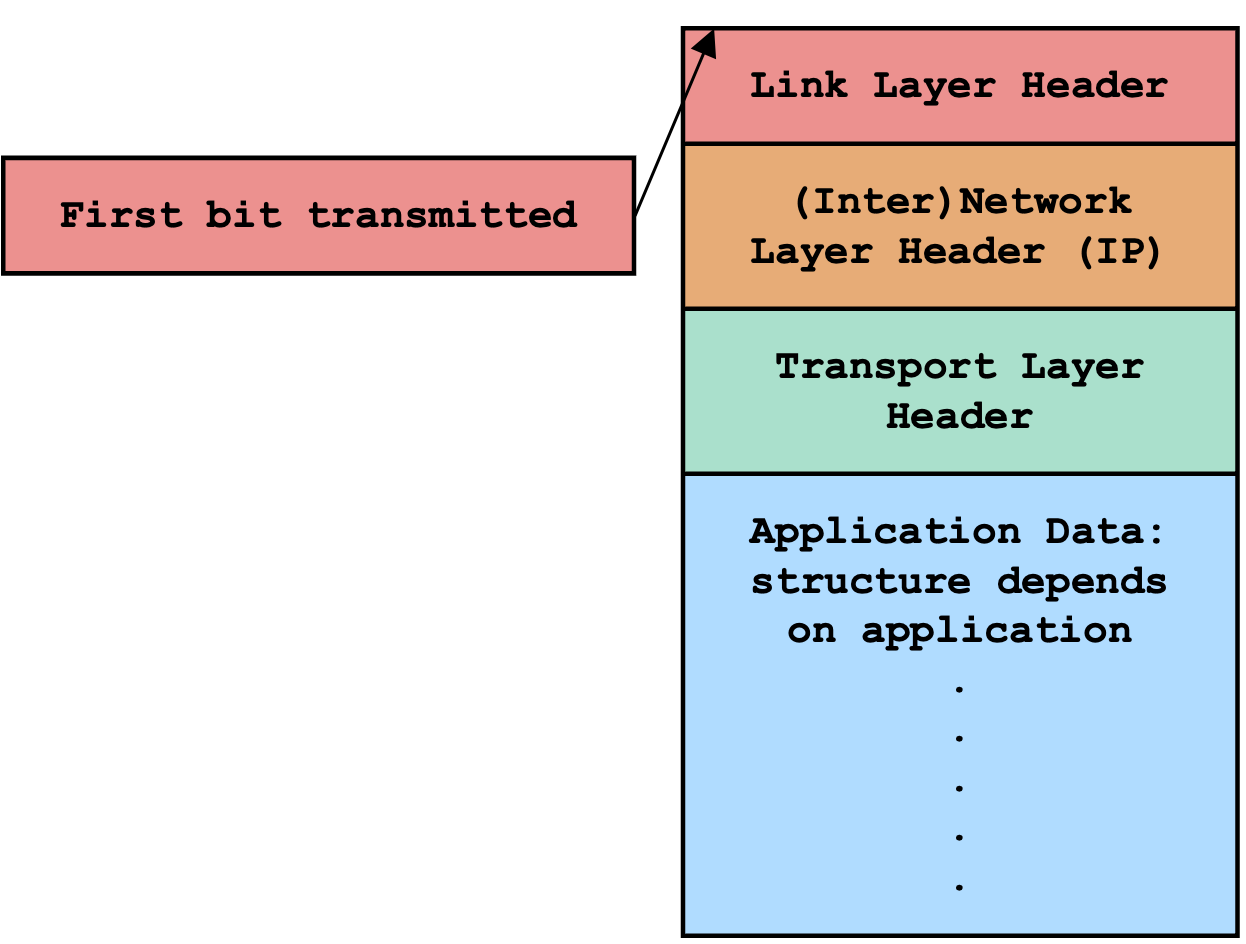 First bit transmitted
Link Layer Header
(Inter)Network
Layer Header (IP)
Transport Layer
Header
Application Data:
structure depends
on application
.
.
.
.
.